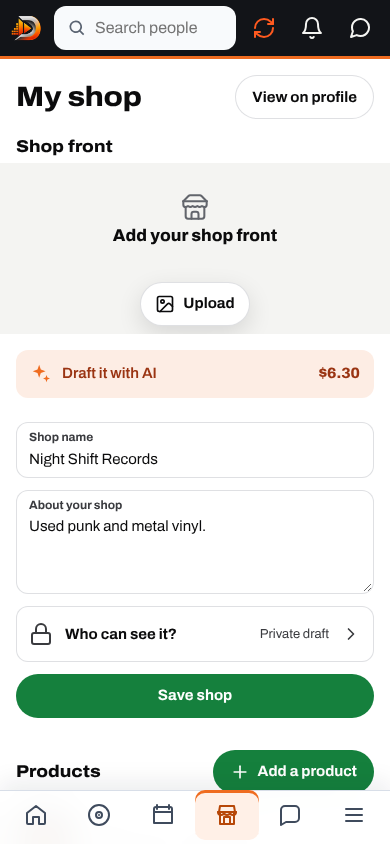 Search people
My shop
View on profile
Shop front
Add your shop front
Upload
Draft it with AI
$6.30
Shop name
Night Shift Records
About your shop
Used punk and metal vinyl.
Who can see it?
Private draft
Save shop
Products
Add a product